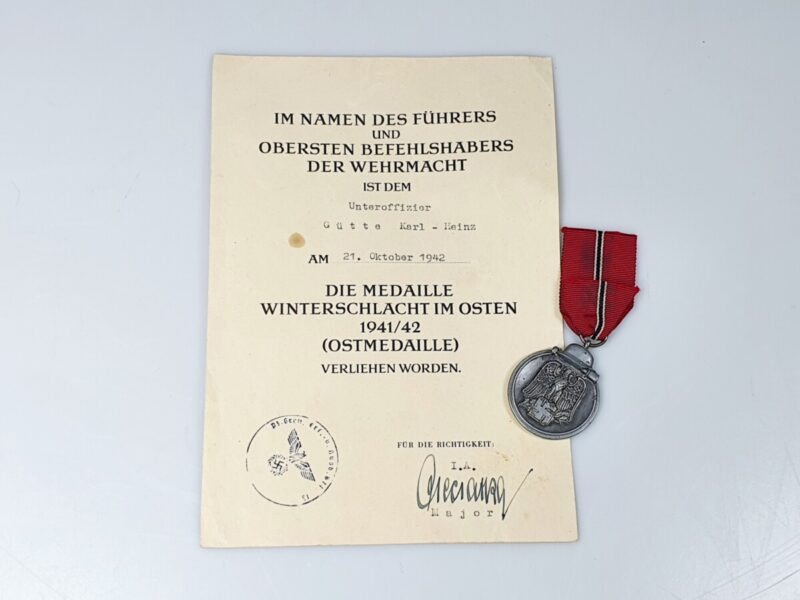 IM NAMEN DES FÜHRERS
UND
OBERSTEN BEFEHLSHABERS
DER WEHRMACHT
IST DEM
Unteroffizier
Gütte Karl - Heinz
AM 21. Oktober 1942
DIE MEDAILLE
WINTERSCHLACHT IM OSTEN
1941/42
(OSTMEDAILLE)
VERLIEHEN WORDEN.
FÜR DIE RICHTIGKEIT:
I.A.
Major